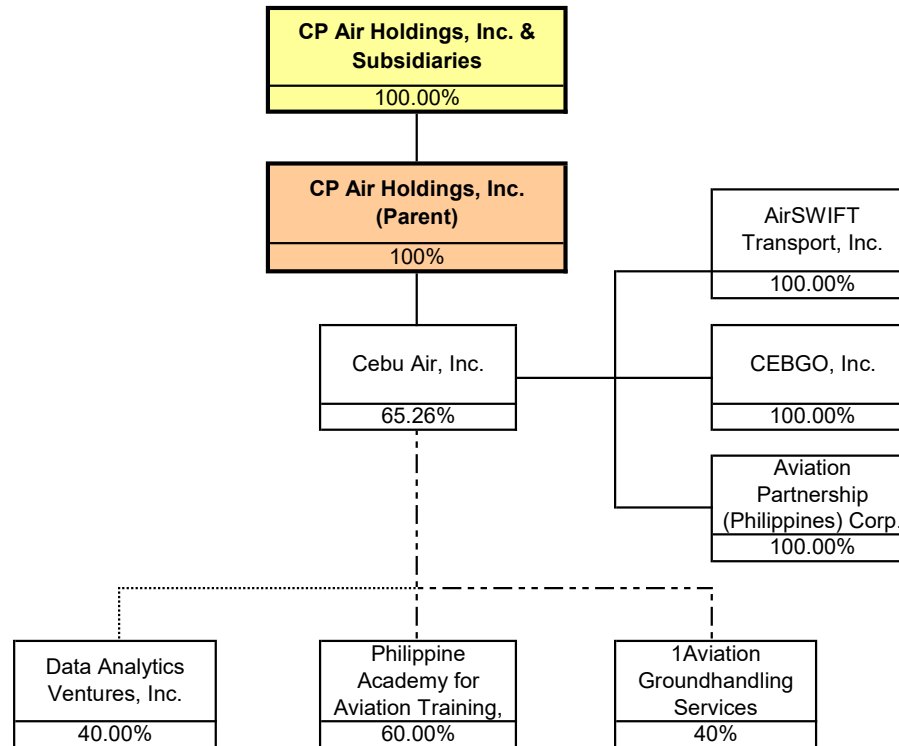 CP Air Holdings, Inc. &
Subsidiaries
100.00%
CP Air Holdings, Inc.
(Parent)
100%
AirSWIFT
Transport, Inc.
100.00%
Cebu Air, Inc.
65.26%
CEBGO, Inc.
100.00%
Aviation
Partnership
(Philippines) Corp.
100.00%
Data Analytics
Ventures, Inc.
40.00%
Philippine
Academy for
Aviation Training,
60.00%
1Aviation
Groundhandling
Services
40%